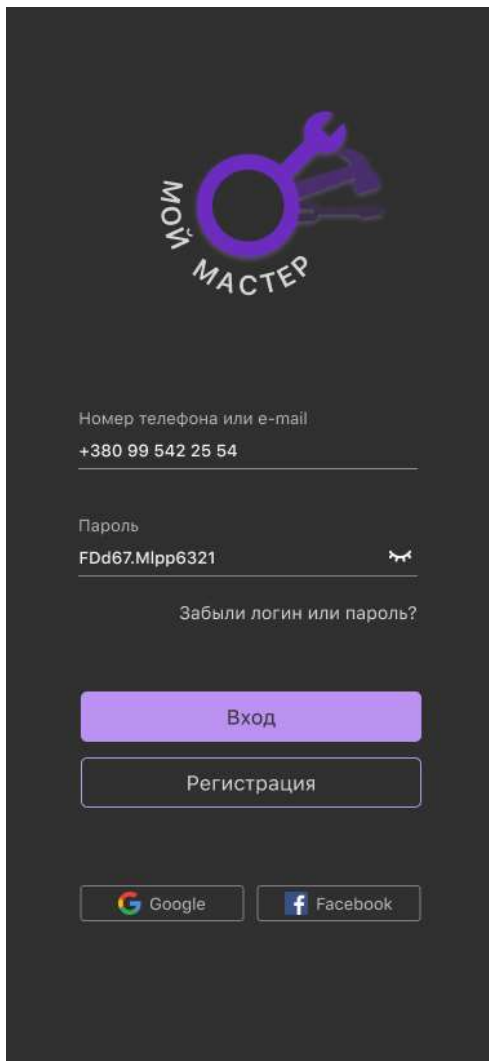 МОЙ МАСТЕР
Номер телефона или e-mail
+380 99 542 25 54
Пароль
FDd67.Mlpp6321
Забыли логин или пароль?
Вход
Регистрация
Google
Facebook